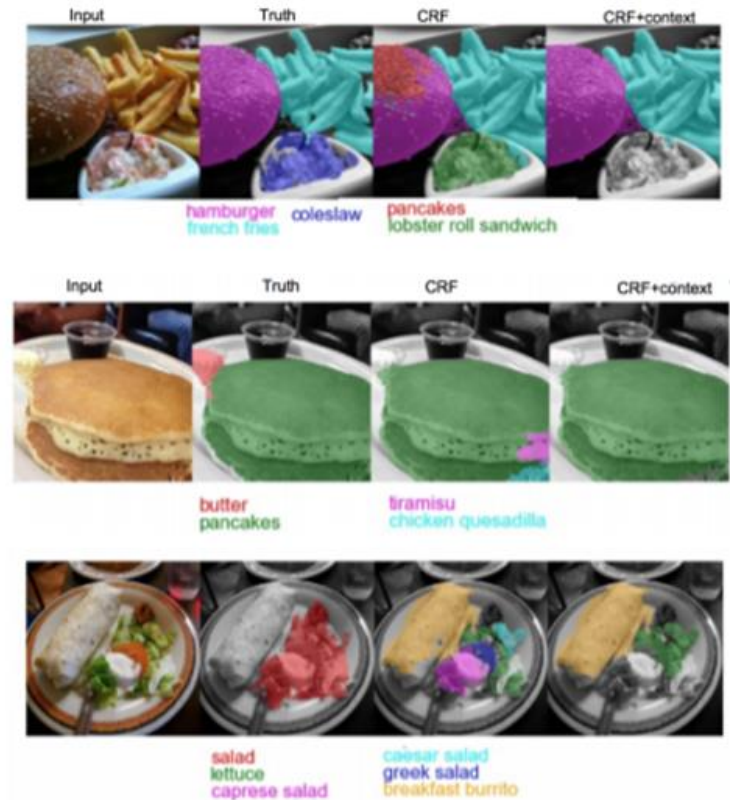 Input Truth CRF CRF+context
hamburger coleslaw pancakes
french fries lobster roll sandwich
Input Truth CRF CRF+context
butter tiramisu
pancakes chicken quesadilla
salad caesar salad
lettuce greek salad
caprese salad breakfast burrito